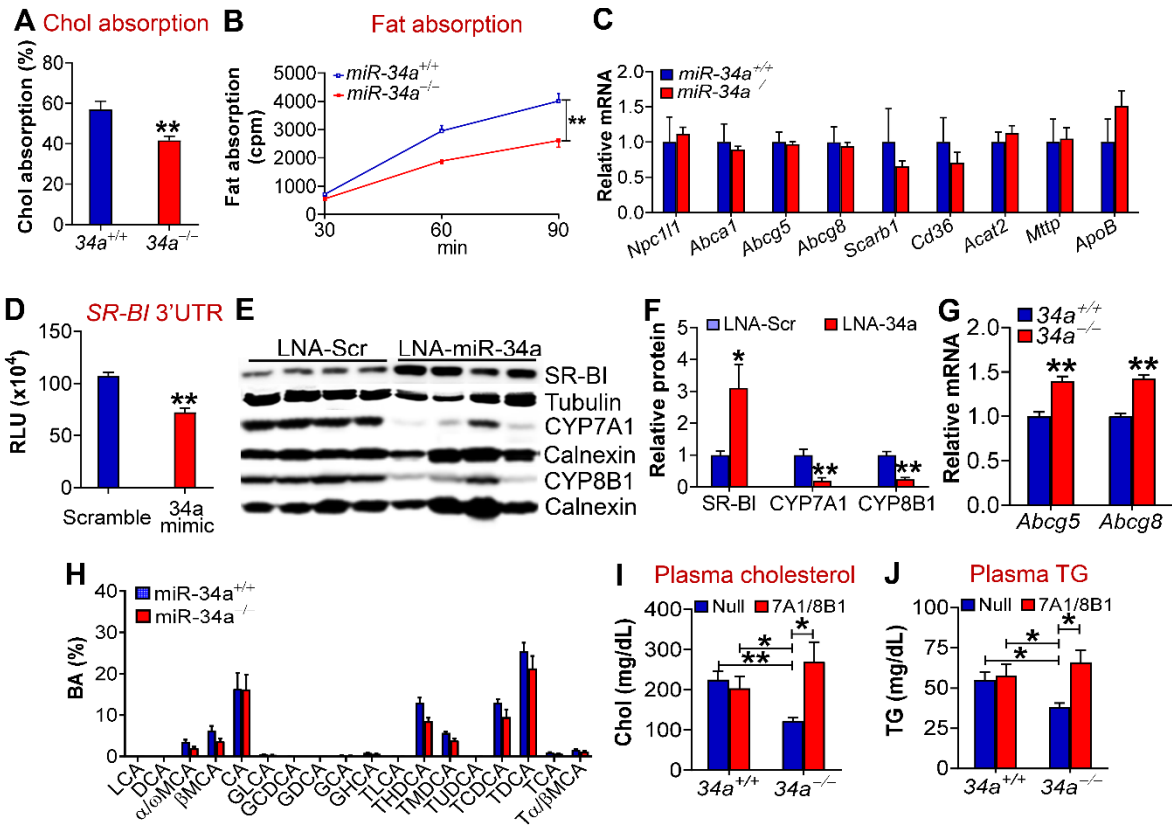 A Chol absorption
Chol absorption (%)
80
60
40
20
0
**
34a+/+ 34a−/−
B Fat absorption
Fat absorption
(cpm)
5000
4000
3000
2000
1000
0
miR-34a+/+
miR-34a−/−
**
30 60 90
min
C
Relative mRNA
2.0
1.5
1.0
0.5
0.0
miR-34a+/+
miR-34a−/
Npc1l1 Abca1 Abcg5 Abcg8 Scarb1 Cd36 Acat2 Mttp ApoB
D SR-BI 3’UTR
RLU (x10⁴)
150
100
50
0
**
Scramble 34a
mimic
E
LNA-Scr LNA-miR-34a
SR-BI
Tubulin
CYP7A1
Calnexin
CYP8B1
Calnexin
F
LNA-Scr LNA-34a
Relative protein
5
4
3
2
1
0
* ** **
SR-BI CYP7A1 CYP8B1
G
34a+/+
34a−/−
Relative mRNA
2.0
1.5
1.0
0.5
0.0
** **
Abcg5 Abcg8
H
miR-34a+/+
miR-34a−/−
BA (%)
40
30
20
10
0
LCA DCA α/ωMCA βMCA CA GLCA GCDCA GDCA GCA GHCA TLCA THDCA TMDCA TUDCA TCDCA TDCA TCA Tα/βMCA
I Plasma cholesterol
Null 7A1/8B1
Chol (mg/dL)
400
300
200
100
0
* * **
34a+/+ 34a−/−
J Plasma TG
Null 7A1/8B1
TG (mg/dL)
100
75
50
25
0
* * *
34a+/+ 34a−/−